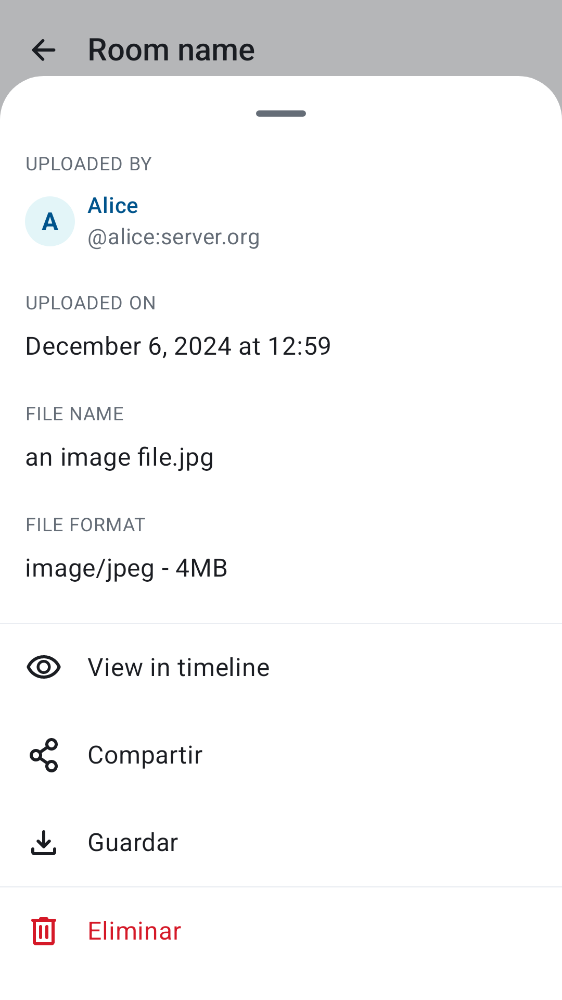 Room name
UPLOADED BY
A
Alice
@alice:server.org
UPLOADED ON
December 6, 2024 at 12:59
FILE NAME
an image file.jpg
FILE FORMAT
image/jpeg - 4MB
View in timeline
Compartir
Guardar
Eliminar